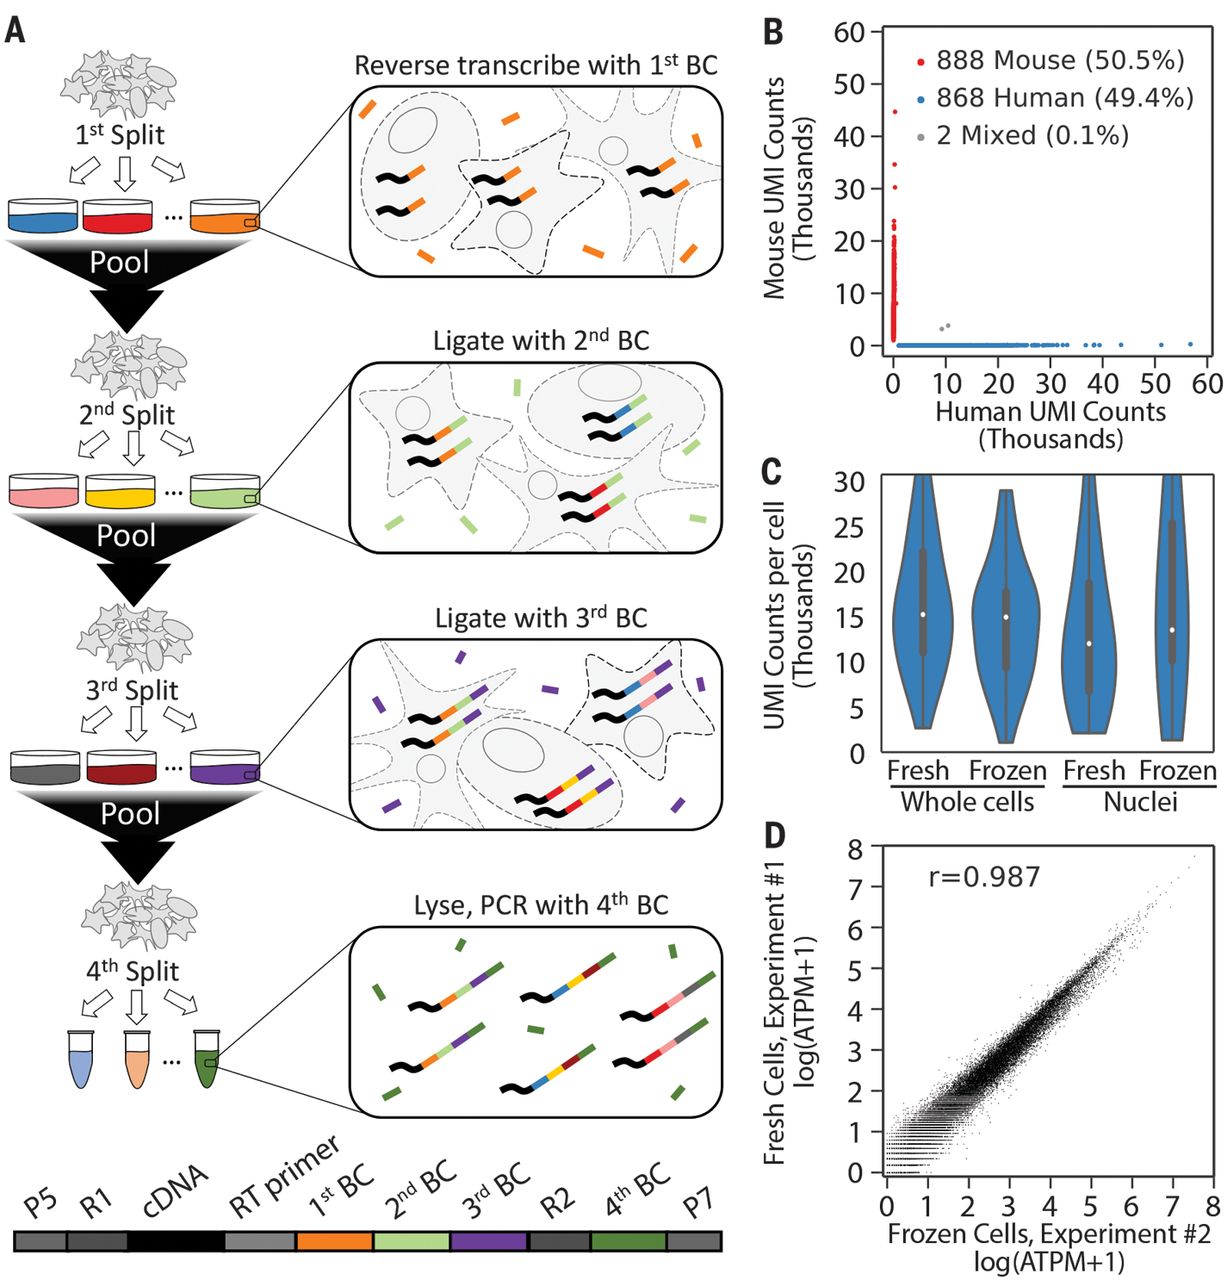 A
Reverse transcribe with 1st BC
1st Split
...
Pool
Ligate with 2nd BC
2nd Split
...
Pool
Ligate with 3rd BC
3rd Split
...
Pool
Lyse, PCR with 4th BC
4th Split
...
P5 R1 cDNA RT primer 1st BC 2nd BC 3rd BC R2 4th BC P7
B
Mouse UMI Counts
(Thousands)
60
50
40
30
20
10
0
888 Mouse (50.5%)
868 Human (49.4%)
2 Mixed (0.1%)
0 10 20 30 40 50 60
Human UMI Counts
(Thousands)
C
UMI Counts per cell
(Thousands)
30
25
20
15
10
5
0
Fresh Frozen Fresh Frozen
Whole cells Nuclei
D
Fresh Cells, Experiment #1
log(ATPM+1)
8
7
6
5
4
3
2
1
0
r=0.987
0 1 2 3 4 5 6 7 8
Frozen Cells, Experiment #2
log(ATPM+1)